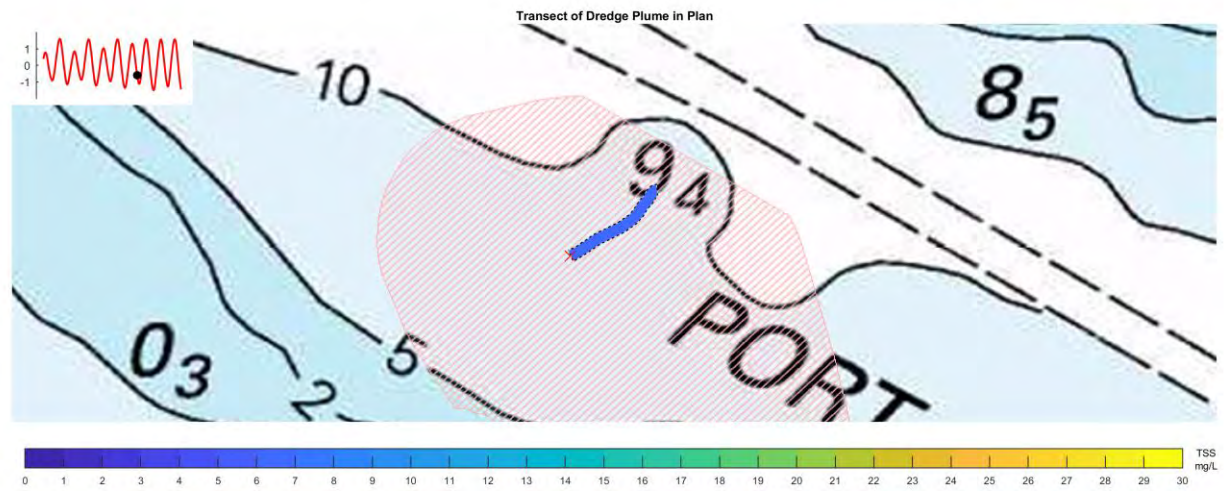 Transect of Dredge Plume in Plan
1
0
-1
10
8₅
9₄
0₃
2
5
PORT
TSS
mg/L
0 1 2 3 4 5 6 7 8 9 10 11 12 13 14 15 16 17 18 19 20 21 22 23 24 25 26 27 28 29 30